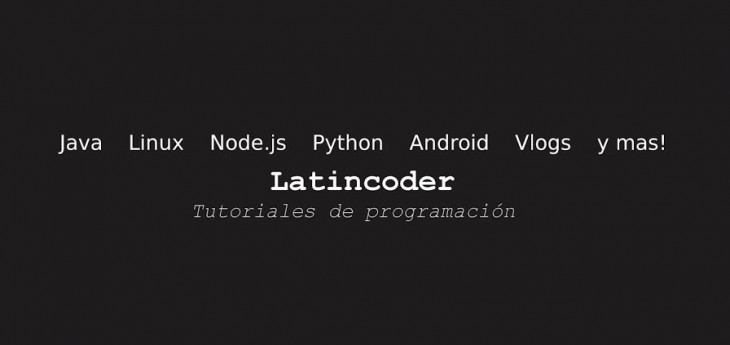 Java Linux Node.js Python Android Vlogs y mas!
Latincoder
Tutoriales de programación